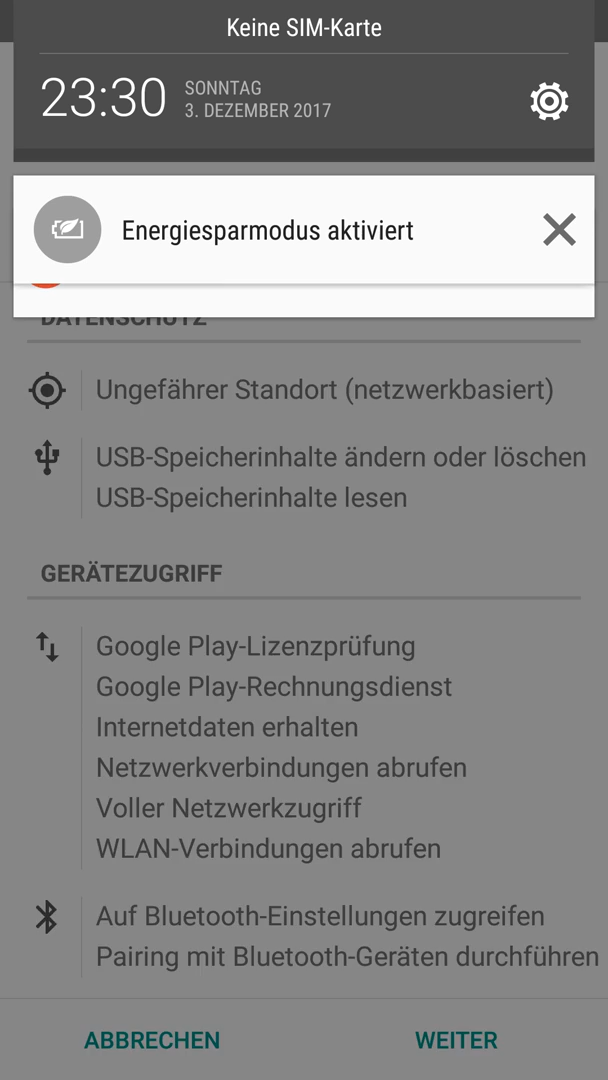 Keine SIM-Karte
23:30
SONNTAG
3. DEZEMBER 2017
Energiesparmodus aktiviert
DATENSCHUTZ
Ungefährer Standort (netzwerkbasiert)
USB-Speicherinhalte ändern oder löschen
USB-Speicherinhalte lesen
GERÄTEZUGRIFF
Google Play-Lizenzprüfung
Google Play-Rechnungsdienst
Internetdaten erhalten
Netzwerkverbindungen abrufen
Voller Netzwerkzugriff
WLAN-Verbindungen abrufen
Auf Bluetooth-Einstellungen zugreifen
Pairing mit Bluetooth-Geräten durchführen
ABBRECHEN
WEITER